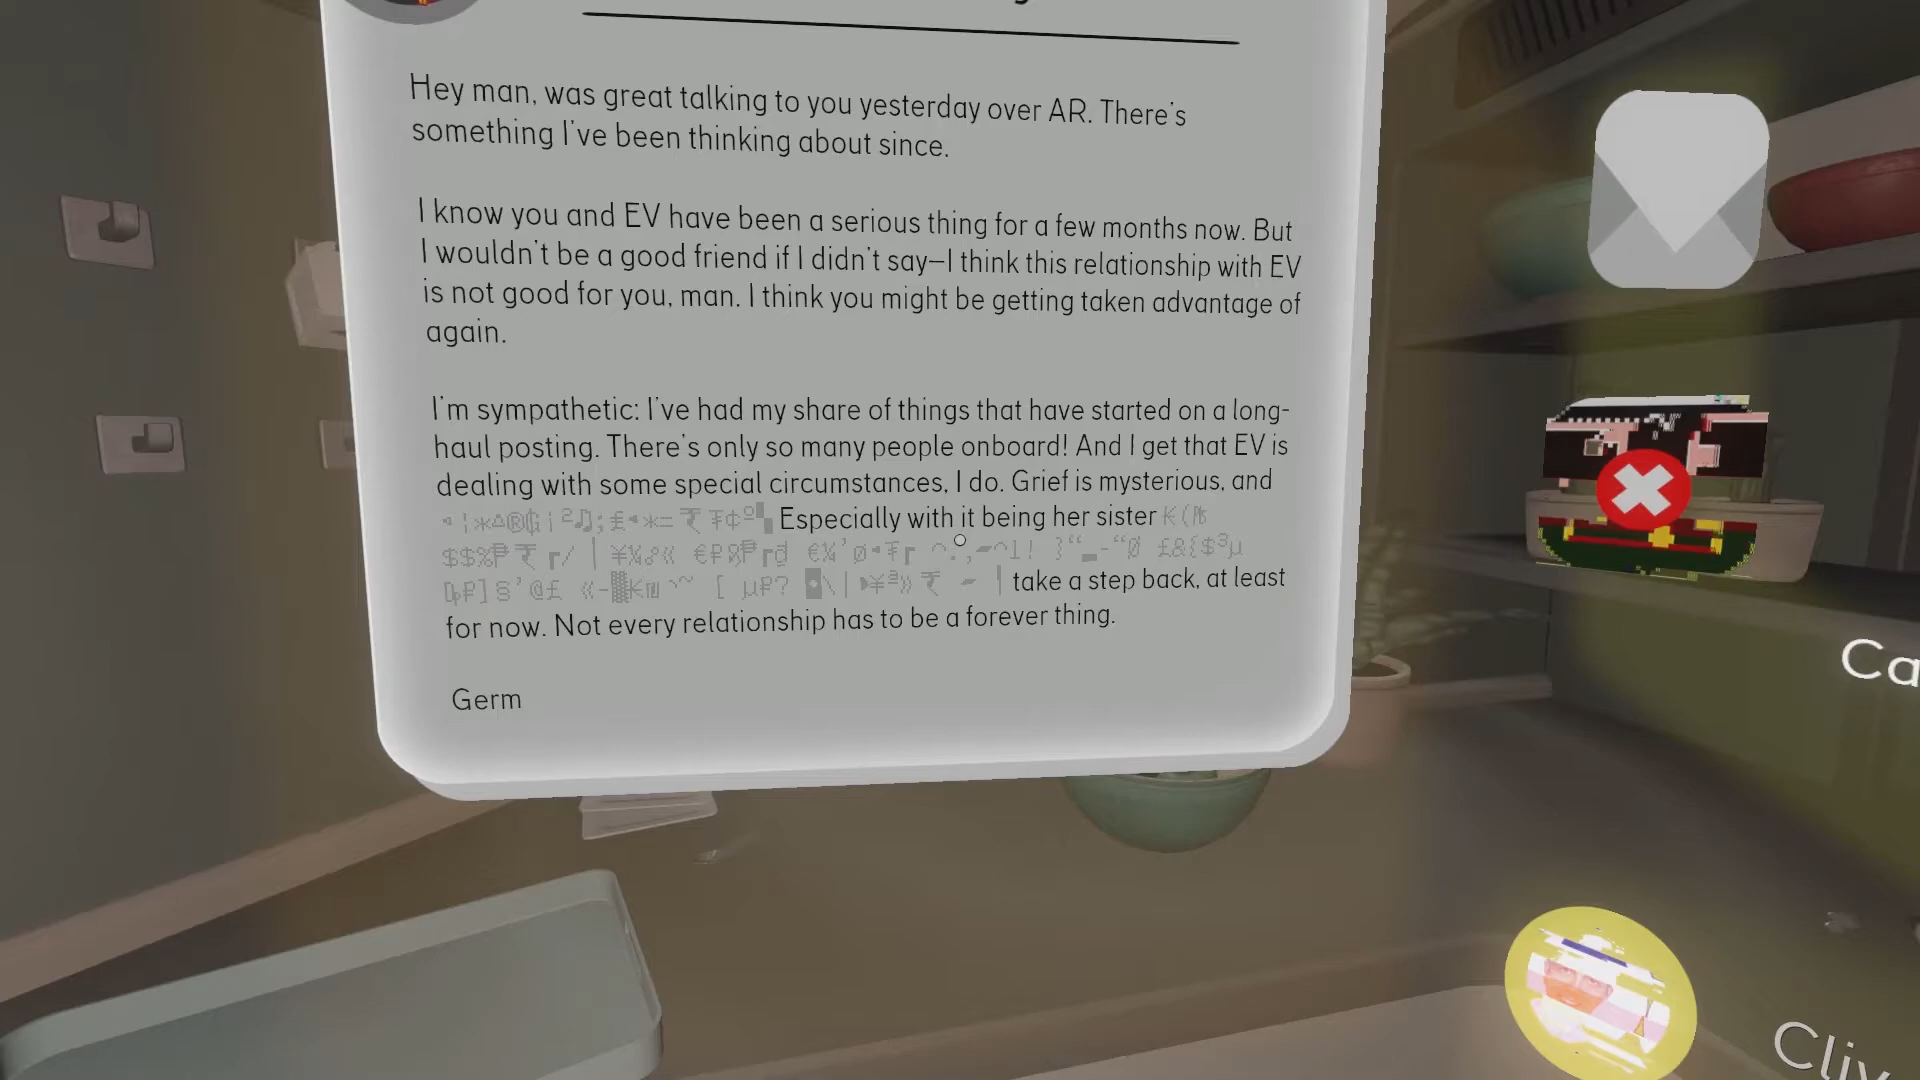 Hey man, was great talking to you yesterday over AR. There's
something I've been thinking about since.
I know you and EV have been a serious thing for a few months now. But
I wouldn't be a good friend if I didn't say—I think this relationship with EV
is not good for you, man. I think you might be getting taken advantage of
again.
I'm sympathetic: I've had my share of things that have started on a long-
haul posting. There's only so many people onboard! And I get that EV is
dealing with some special circumstances, I do. Grief is mysterious, and
Especially with it being her sister
take a step back, at least
for now. Not every relationship has to be a forever thing.
Germ
Ca
Cliv